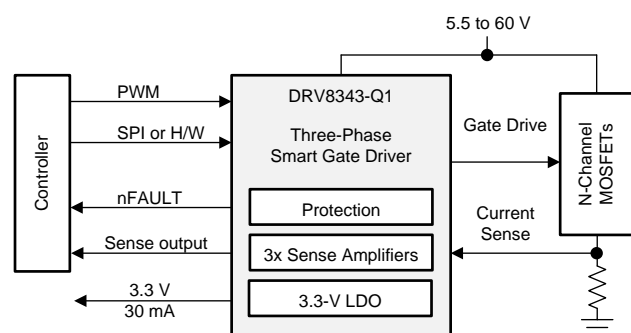 5.5 to 60 V
Controller
PWM
SPI or H/W
nFAULT
Sense output
3.3 V
30 mA
DRV8343-Q1
Three-Phase
Smart Gate Driver
Protection
3x Sense Amplifiers
3.3-V LDO
Gate Drive
Current
Sense
N-Channel
MOSFETs